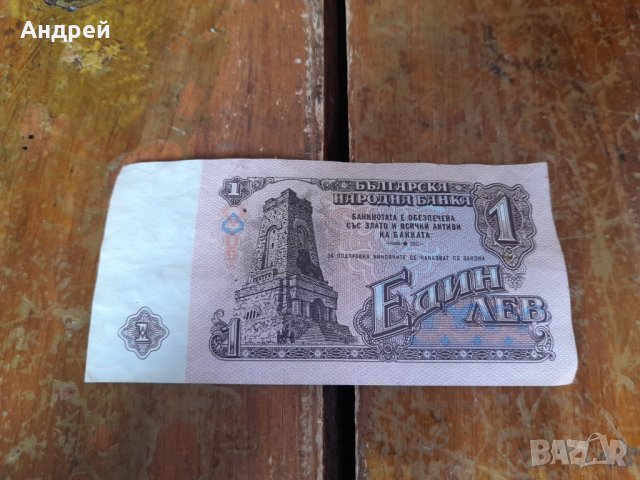 Андрей
1
БЪЛГАРСКА
НАРОДНА БАНКА
1
БАНКНОТАТА Е ОБЕЗПЕЧЕНА
СЪС ЗЛАТО И ВСИЧКИ АКТИВИ
НА БАНКАТА
ЗА ПОДПРАВКА ВИНОВНИТЕ СЕ НАКАЗВАТ ПО ЗАКОНА
ЕДИН
ЛЕВ
1
1
BAZAR